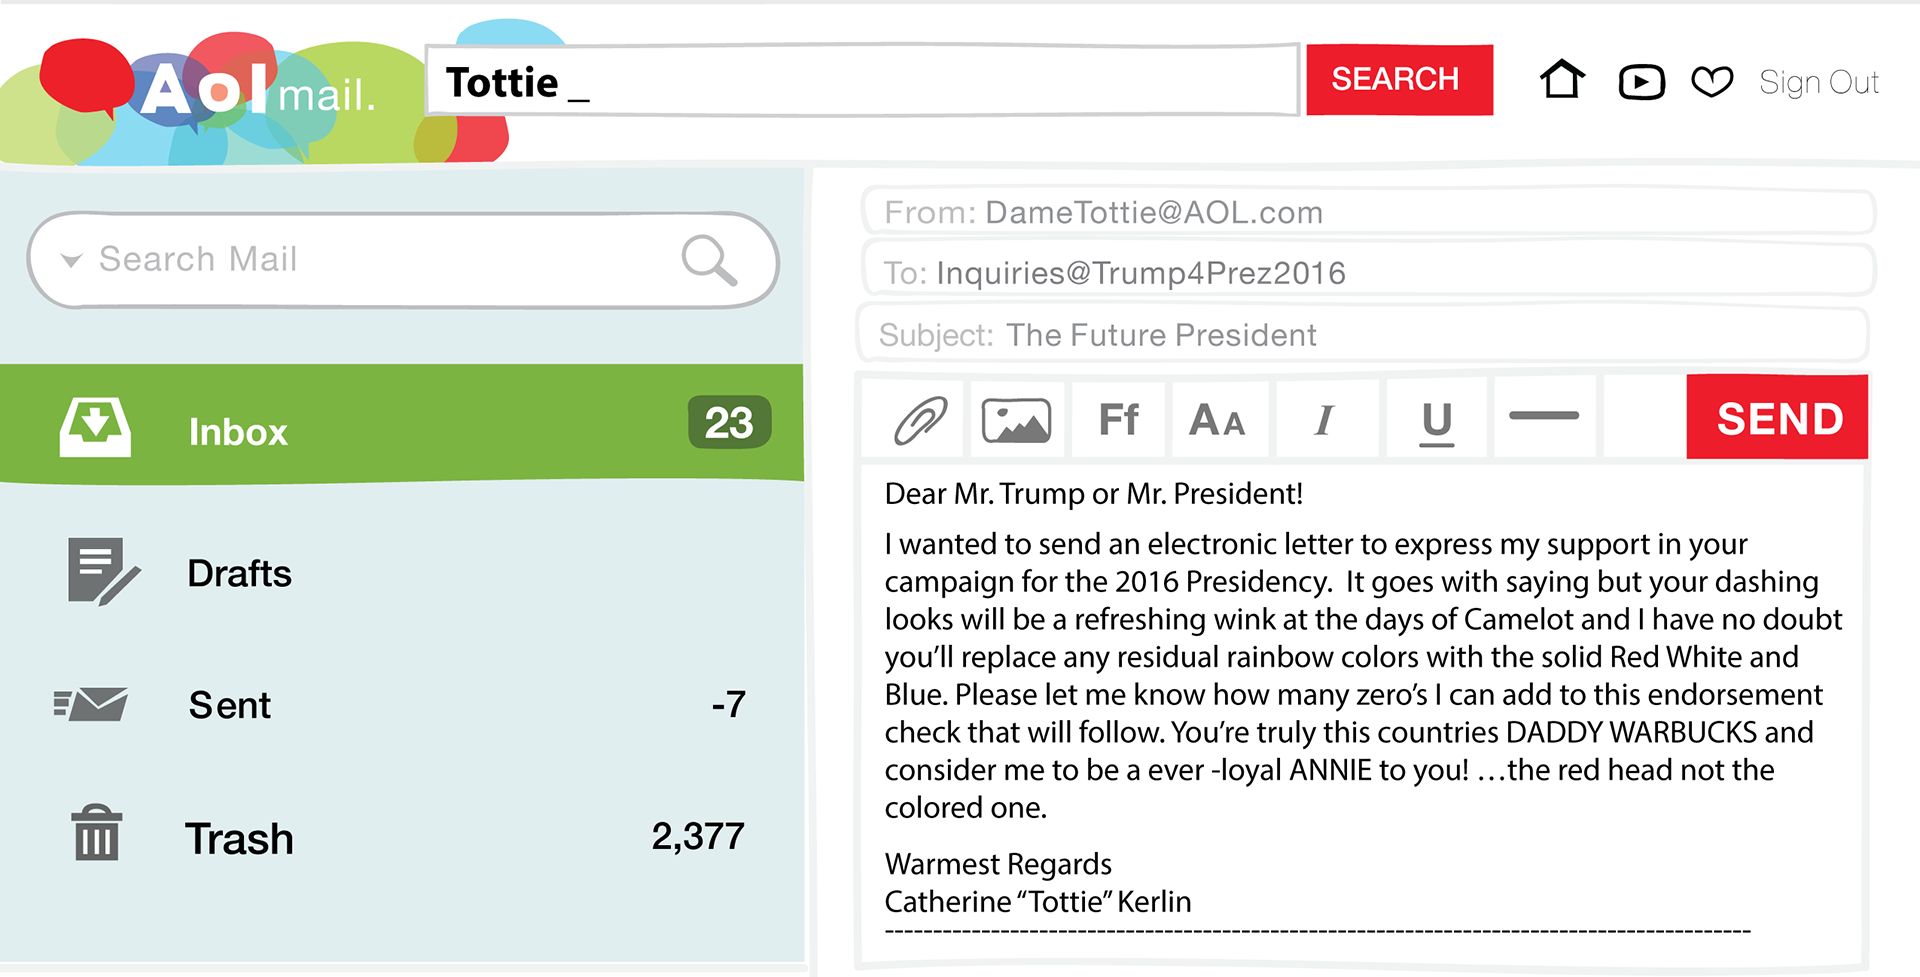 Aol mail.
Tottie _
SEARCH
Sign Out
Search Mail
Inbox
23
Drafts
Sent
-7
Trash
2,377
From: DameTottie@AOL.com
To: Inquiries@Trump4Prez2016
Subject: The Future President
Ff
AA
I
U
SEND
Dear Mr. Trump or Mr. President!
I wanted to send an electronic letter to express my support in your
campaign for the 2016 Presidency.  It goes with saying but your dashing
looks will be a refreshing wink at the days of Camelot and I have no doubt
you’ll replace any residual rainbow colors with the solid Red White and
Blue. Please let me know how many zero’s I can add to this endorsement
check that will follow. You’re truly this countries DADDY WARBUCKS and
consider me to be a ever -loyal ANNIE to you! …the red head not the
colored one.
Warmest Regards
Catherine “Tottie” Kerlin
------------------------------------------------------------------------------------------